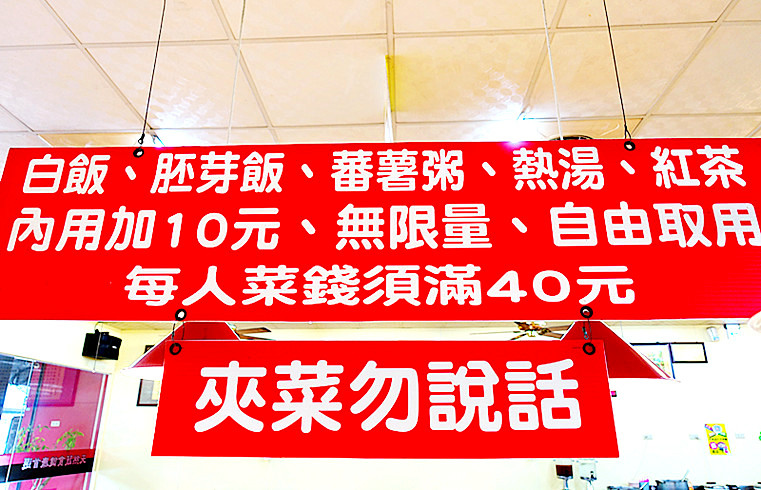 白飯、胚芽飯、蕃薯粥、熱湯、紅茶
內用加10元、無限量、自由取用
每人菜錢須滿40元
夾菜勿說話